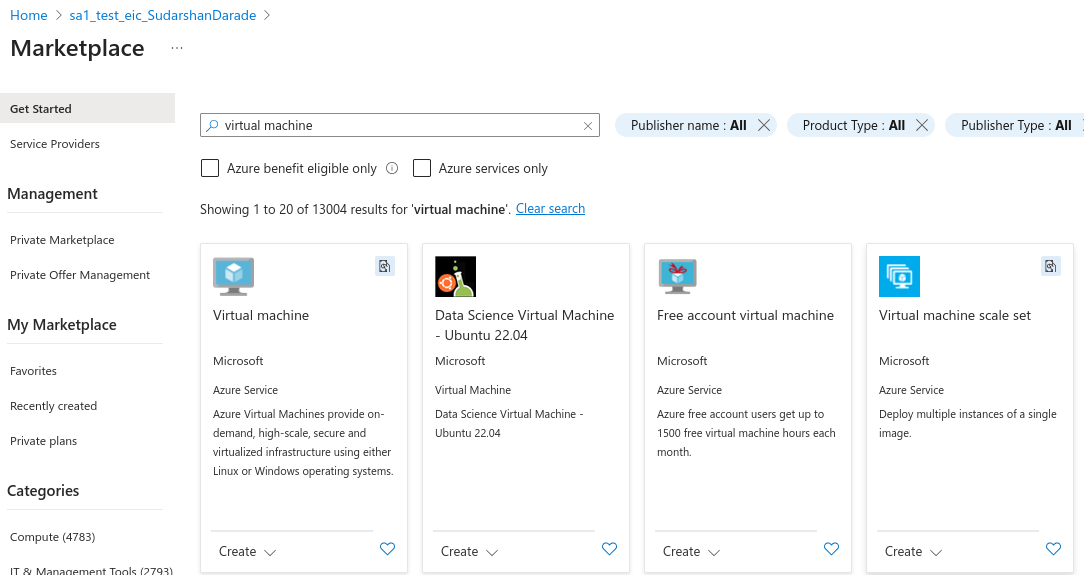 Home > sa1_test_eic_SudarshanDarade >
Marketplace ...
Get Started
Service Providers
Management
Private Marketplace
Private Offer Management
My Marketplace
Favorites
Recently created
Private plans
Categories
Compute (4783)
IT & Management Tools (2793)
virtual machine
Publisher name : All
Product Type : All
Publisher Type : All
Azure benefit eligible only
Azure services only
Showing 1 to 20 of 13004 results for 'virtual machine'. Clear search
Virtual machine
Microsoft
Azure Service
Azure Virtual Machines provide on-
demand, high-scale, secure and
virtualized infrastructure using either
Linux or Windows operating systems.
Create
Data Science Virtual Machine
- Ubuntu 22.04
Microsoft
Virtual Machine
Data Science Virtual Machine -
Ubuntu 22.04
Create
Free account virtual machine
Microsoft
Azure Service
Azure free account users get up to
1500 free virtual machine hours each
month.
Create
Virtual machine scale set
Microsoft
Azure Service
Deploy multiple instances of a single
image.
Create